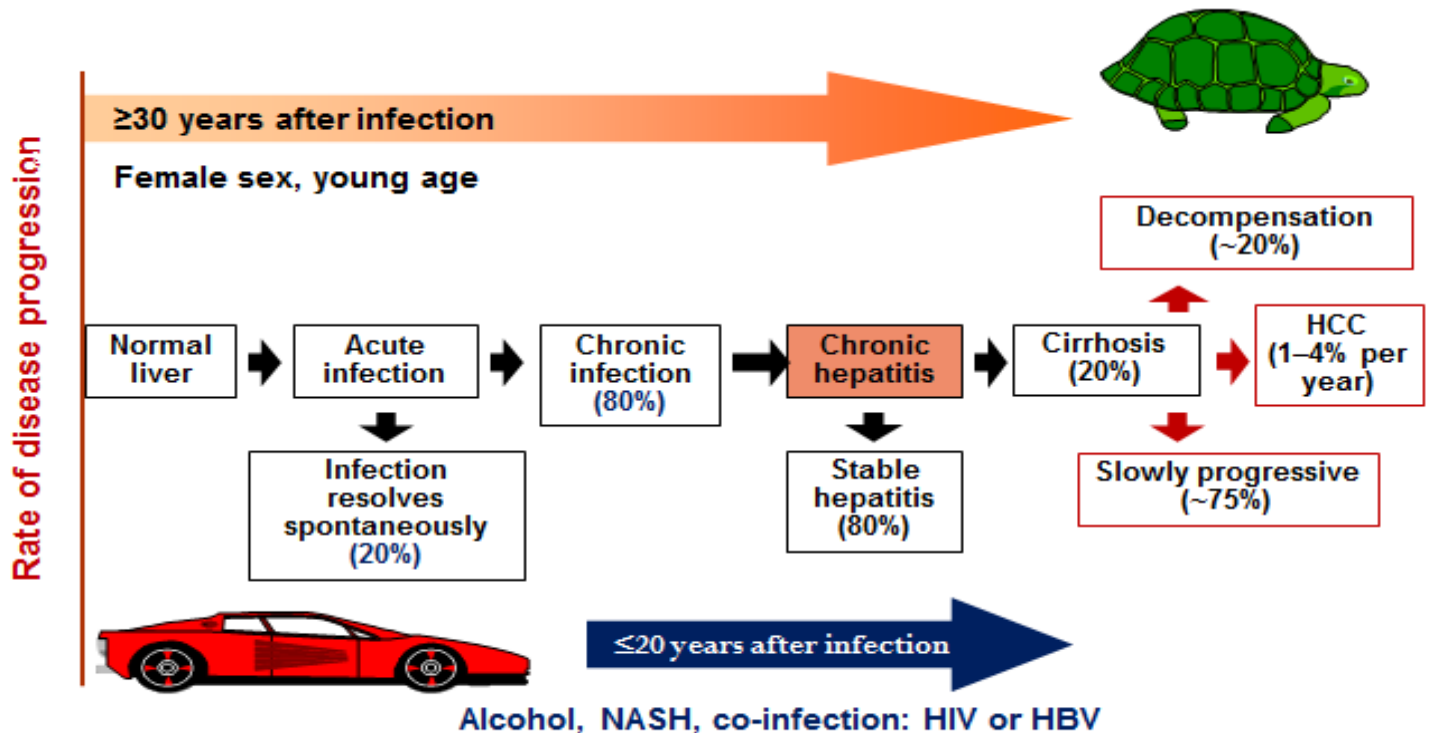 Rate of disease progression
≥30 years after infection
Female sex, young age
Decompensation
(~20%)
Normal
liver
Acute
infection
Chronic
infection
(80%)
Chronic
hepatitis
Cirrhosis
(20%)
HCC
(1–4% per
year)
Infection
resolves
spontaneously
(20%)
Stable
hepatitis
(80%)
Slowly progressive
(~75%)
≤20 years after infection
Alcohol, NASH, co-infection: HIV or HBV